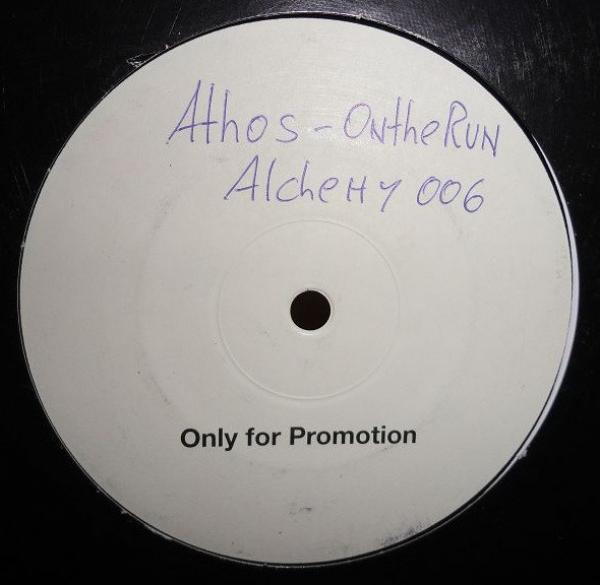 Athos - ONtheRUN
AlcheMy 006
Only for Promotion